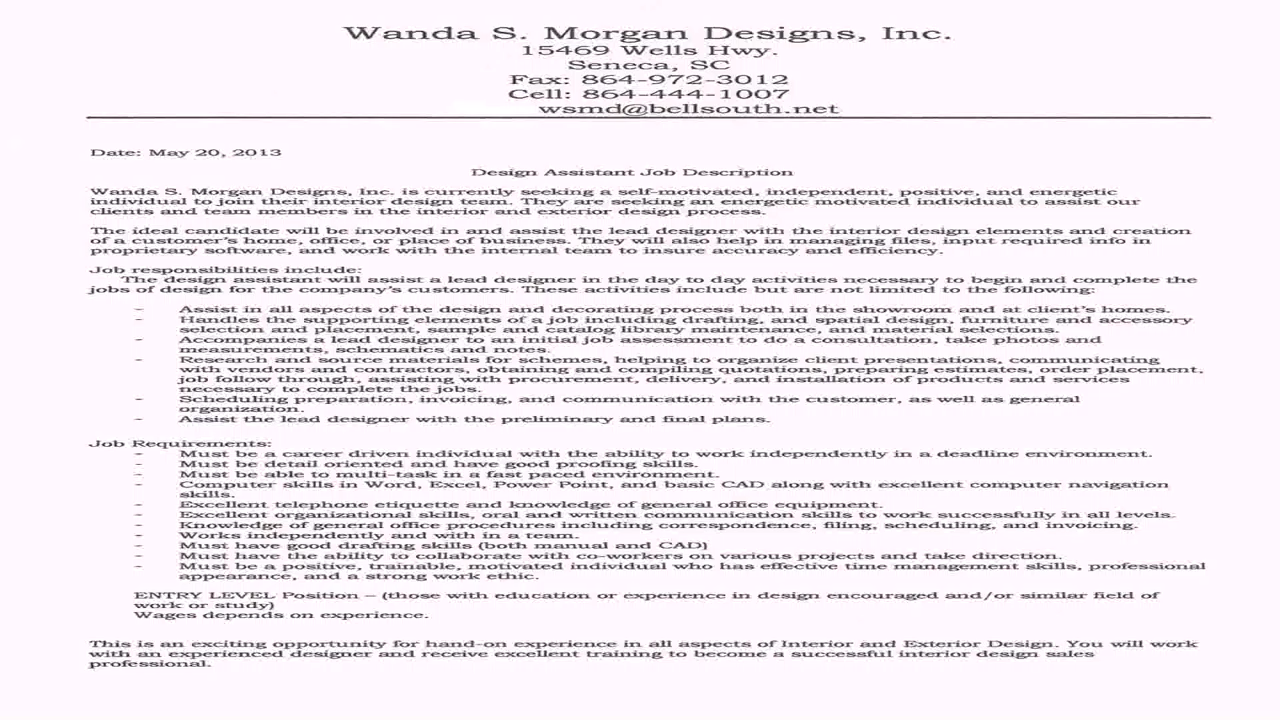 Wanda S. Morgan Designs, Inc.
15469 Wells Hwy.
Seneca, SC
Fax: 864-972-3012
Cell: 864-444-1007
wsmd@bellsouth.net
Date: May 20, 2013
Design Assistant Job Description
Wanda S. Morgan Designs, Inc. is currently seeking a self-motivated, independent, positive, and energetic
individual to join their interior design team. They are seeking an energetic motivated individual to assist our
clients and team members in the interior and exterior design process.
The ideal candidate will be involved in and assist the lead designer with the interior design elements and creation
of a customer's home, office, or place of business. They will also help in managing files, input required info in
proprietary software, and work with the internal team to insure accuracy and efficiency.
Job responsibilities include:
The design assistant will assist a lead designer in the day to day activities necessary to begin and complete the
jobs of design for the company's customers. These activities include but are not limited to the following:
- Assist in all aspects of the design and decorating process both in the showroom and at client's homes.
- Handles the supporting elements of a job including drafting, and spatial design, furniture and accessory
selection and placement, sample and catalog library maintenance, and material selections.
- Accompanies a lead designer to an initial job assessment to do a consultation, take photos and
measurements, schematics and notes.
- Research and source materials for schemes, helping to organize client presentations, communicating
with vendors and contractors, obtaining and compiling quotations, preparing estimates, order placement,
job follow through, assisting with procurement, delivery, and installation of products and services
necessary to complete the jobs.
- Scheduling preparation, invoicing, and communication with the customer, as well as general
organization.
- Assist the lead designer with the preliminary and final plans.
Job Requirements:
- Must be a career driven individual with the ability to work independently in a deadline environment.
- Must be detail oriented and have good proofing skills.
- Must be able to multi-task in a fast paced environment.
- Computer skills in Word, Excel, Power Point, and basic CAD along with excellent computer navigation
skills.
- Excellent telephone etiquette and knowledge of general office equipment.
- Excellent organizational skills, oral and written communication skills to work successfully in all levels.
- Knowledge of general office procedures including correspondence, filing, scheduling, and invoicing.
- Works independently and with in a team.
- Must have good drafting skills (both manual and CAD)
- Must have the ability to collaborate with co-workers on various projects and take direction.
- Must be a positive, trainable, motivated individual who has effective time management skills, professional
appearance, and a strong work ethic.
ENTRY LEVEL Position – (those with education or experience in design encouraged and/or similar field of
work or study)
Wages depends on experience.
This is an exciting opportunity for hand-on experience in all aspects of Interior and Exterior Design. You will work
with an experienced designer and receive excellent training to become a successful interior design sales
professional.